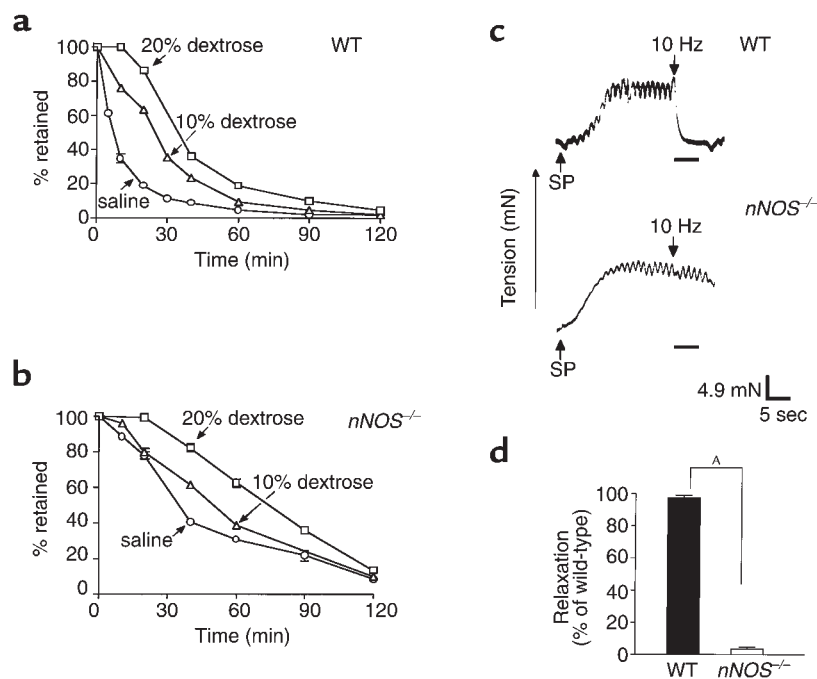 a
WT
100
80
60
40
20
0
% retained
20% dextrose
10% dextrose
saline
0 30 60 90 120
Time (min)
b
nNOS–/–
100
80
60
40
20
0
% retained
20% dextrose
10% dextrose
saline
0 30 60 90 120
Time (min)
c
10 Hz
WT
SP
Tension (mN)
nNOS–/–
10 Hz
SP
4.9 mN
5 sec
d
A
100
80
60
40
20
0
Relaxation
(% of wild-type)
WT nNOS–/–